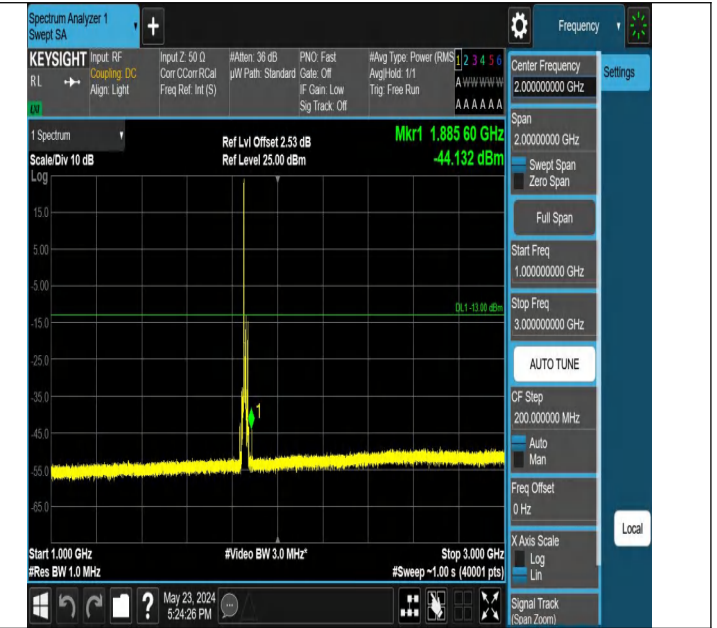 Spectrum Analyzer 1
Swept SA
+
Frequency
KEYSIGHT
RL
Input: RF
Coupling: DC
Align: Light
Input Z: 50 Ω
Corr CCorr RCal
Freq Ref: Int (S)
#Atten: 36 dB
µW Path: Standard
PNO: Fast
Gate: Off
IF Gain: Low
Sig Track: Off
#Avg Type: Power (RMS
Avg|Hold: 1/1
Trig: Free Run
1 2 3 4 5 6
A W W W W W
A A A A A A
LXI
1 Spectrum
Scale/Div 10 dB
Log
Ref Lvl Offset 2.53 dB
Ref Level 25.00 dBm
Mkr1 1.885 60 GHz
-44.132 dBm
15.0
5.00
-5.00
DL1 -13.00 dBm
-15.0
-25.0
-35.0
1
-45.0
-55.0
-65.0
Start 1.000 GHz
#Res BW 1.0 MHz
#Video BW 3.0 MHz*
Stop 3.000 GHz
#Sweep ~1.00 s (40001 pts)
?
May 23, 2024
5:24:26 PM
Center Frequency
2.000000000 GHz
Settings
Span
2.00000000 GHz
Swept Span
Zero Span
Full Span
Start Freq
1.000000000 GHz
Stop Freq
3.000000000 GHz
AUTO TUNE
CF Step
200.000000 MHz
Auto
Man
Freq Offset
0 Hz
X Axis Scale
Log
Lin
Local
Signal Track
(Span Zoom)